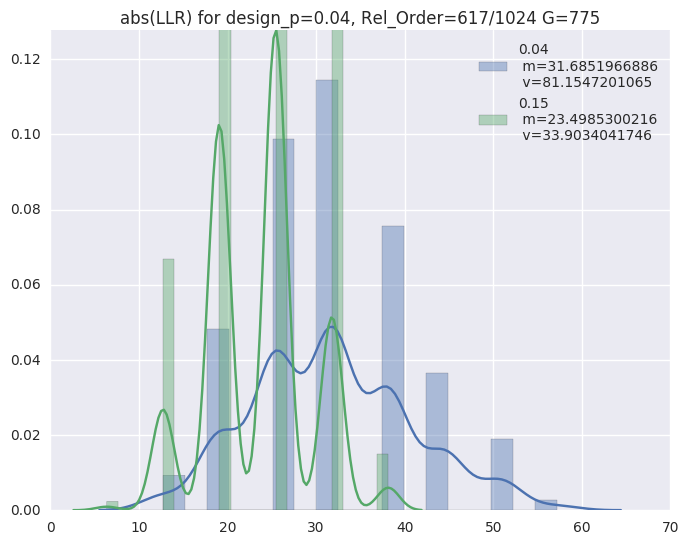 abs(LLR) for design_p=0.04, Rel_Order=617/1024 G=775
0.04
m=31.6851966886
v=81.1547201065
0.15
m=23.4985300216
v=33.9034041746
0.12
0.10
0.08
0.06
0.04
0.02
0.00
0 10 20 30 40 50 60 70